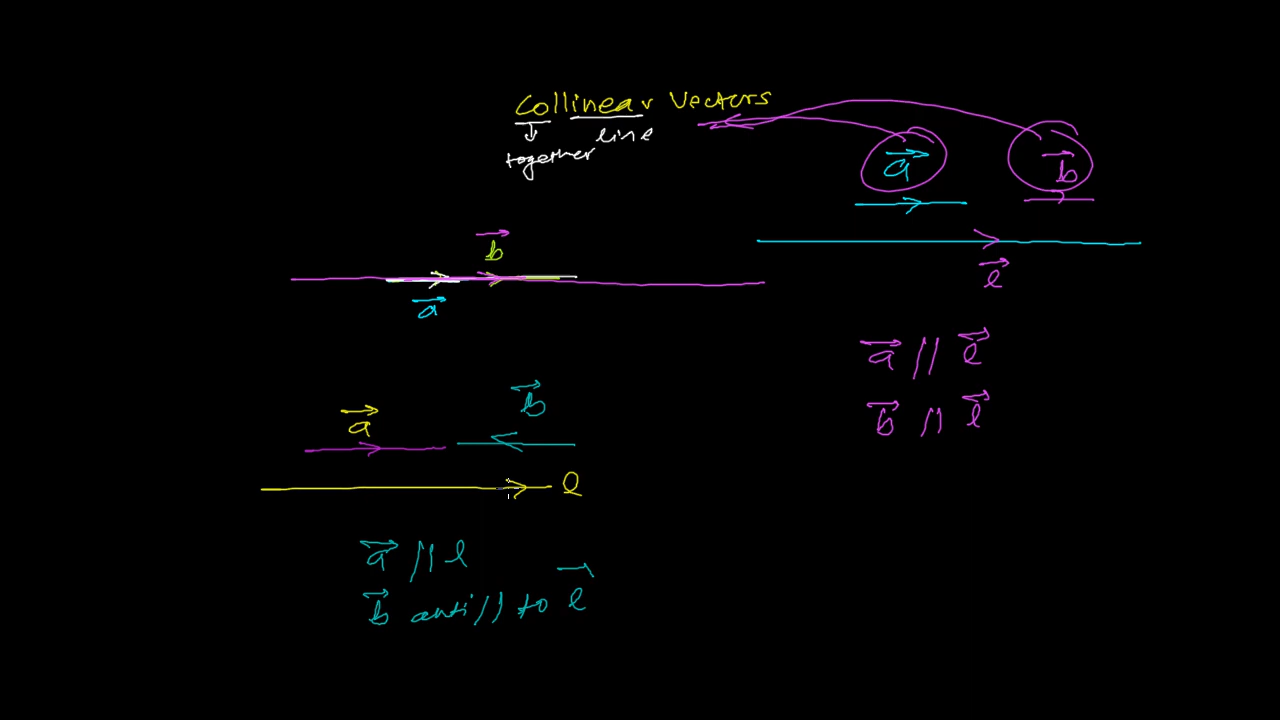 Collinear Vectors
line
together
a
b
b
l
a
a // l
b // l
b
a
l
a // l
b anti // to l